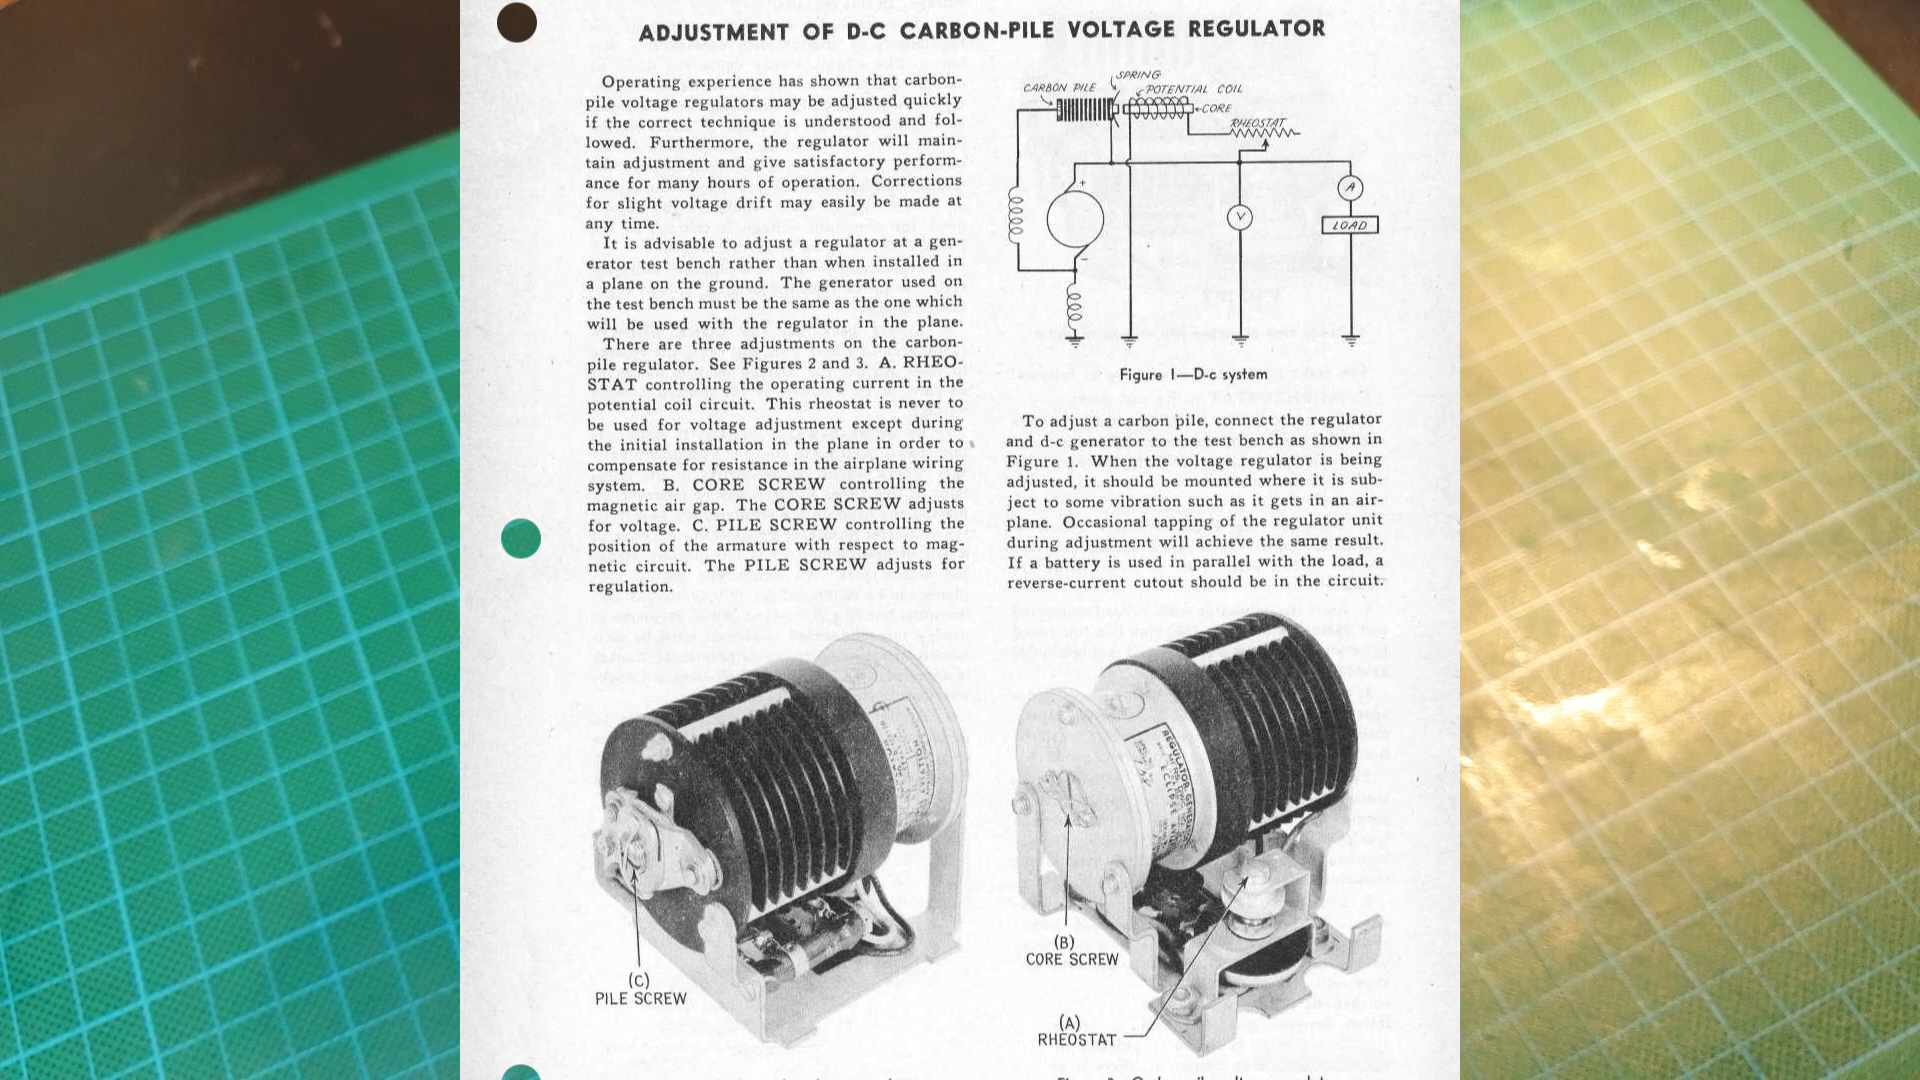 ADJUSTMENT OF D-C CARBON-PILE VOLTAGE REGULATOR
Operating experience has shown that carbon-
pile voltage regulators may be adjusted quickly
if the correct technique is understood and fol-
lowed. Furthermore, the regulator will main-
tain adjustment and give satisfactory perform-
ance for many hours of operation. Corrections
for slight voltage drift may easily be made at
any time.
It is advisable to adjust a regulator at a gen-
erator test bench rather than when installed in
a plane on the ground. The generator used on
the test bench must be the same as the one which
will be used with the regulator in the plane.
There are three adjustments on the carbon-
pile regulator. See Figures 2 and 3. A. RHEO-
STAT controlling the operating current in the
potential coil circuit. This rheostat is never to
be used for voltage adjustment except during
the initial installation in the plane in order to
compensate for resistance in the airplane wiring
system. B. CORE SCREW controlling the
magnetic air gap. The CORE SCREW adjusts
for voltage. C. PILE SCREW controlling the
position of the armature with respect to mag-
netic circuit. The PILE SCREW adjusts for
regulation.
SPRING
CARBON PILE
POTENTIAL COIL
CORE
RHEOSTAT
+
A
V
LOAD
−
Figure 1—D-c system
To adjust a carbon pile, connect the regulator
and d-c generator to the test bench as shown in
Figure 1. When the voltage regulator is being
adjusted, it should be mounted where it is sub-
ject to some vibration such as it gets in an air-
plane. Occasional tapping of the regulator unit
during adjustment will achieve the same result.
If a battery is used in parallel with the load, a
reverse-current cutout should be in the circuit.
(C)
PILE SCREW
REGULATOR
ECLIPSE
(B)
CORE SCREW
(A)
RHEOSTAT